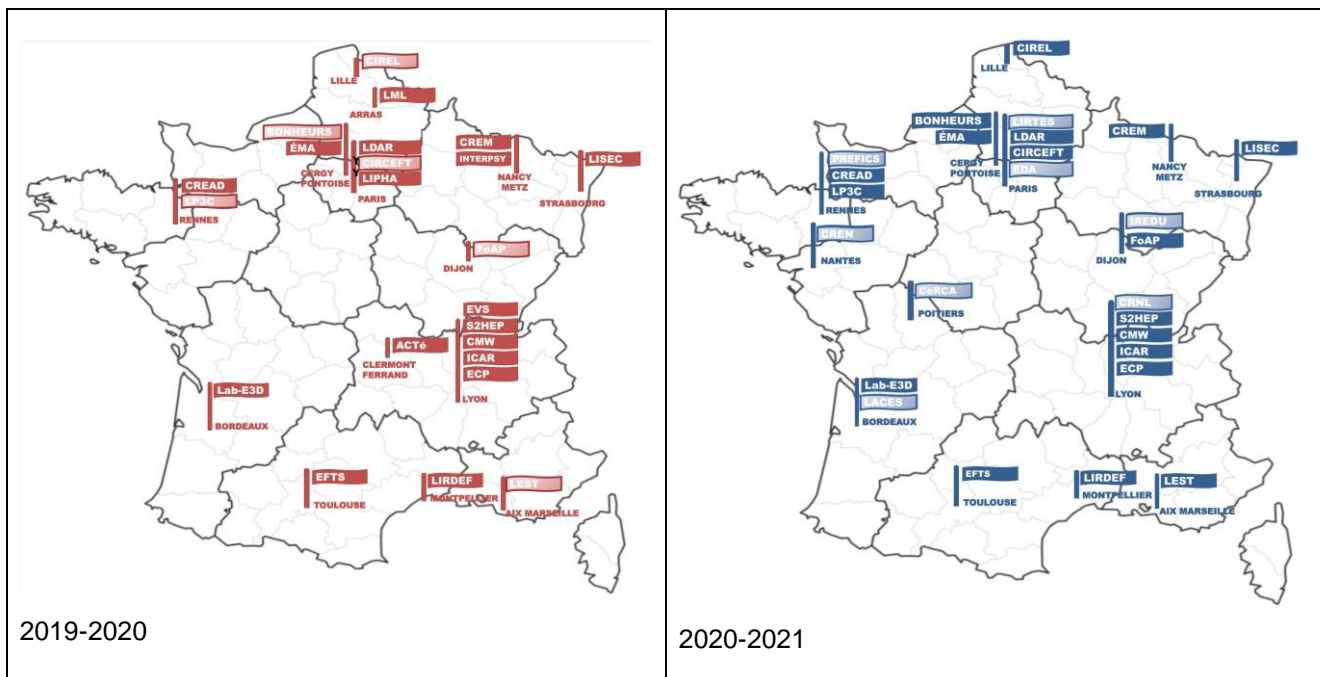 CIREL
LILLE
LML
ARRAS
BONHEURS
ÉMA
CERGY
PONTOISE
LDAR
CIRCEFT
LIPHA
PARIS
CREM
INTERPSY
NANCY
METZ
LISEC
STRASBOURG
CREAD
LP3C
RENNES
FoAP
DIJON
EVS
S2HEP
CMW
ICAR
ECP
LYON
ACTé
CLERMONT
FERRAND
Lab-E3D
BORDEAUX
EFTS
TOULOUSE
LIRDEF
MONTPELLIER
LEST
AIX MARSEILLE
2019-2020
CIREL
LILLE
BONHEURS
ÉMA
CERGY
PONTOISE
LIRTES
LDAR
CIRCEFT
EDA
PARIS
CREM
NANCY
METZ
LISEC
STRASBOURG
PREFICS
CREAD
LP3C
RENNES
CREN
NANTES
IREDU
FoAP
DIJON
CeRCA
POITIERS
CRNL
S2HEP
CMW
ICAR
ECP
LYON
Lab-E3D
LACES
BORDEAUX
EFTS
TOULOUSE
LIRDEF
MONTPELLIER
LEST
AIX MARSEILLE
2020-2021